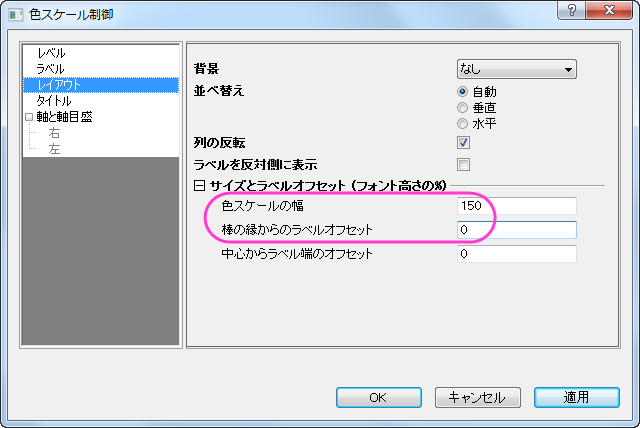 色スケール制御
レベル
ラベル
レイアウト
タイトル
軸と軸目盛
右
左
背景
なし
並べ替え
自動
垂直
水平
列の反転
ラベルを反対側に表示
サイズとラベルオフセット（フォント高さの%）
色スケールの幅
150
棒の縁からのラベルオフセット
0
中心からラベル端のオフセット
0
OK
キャンセル
適用